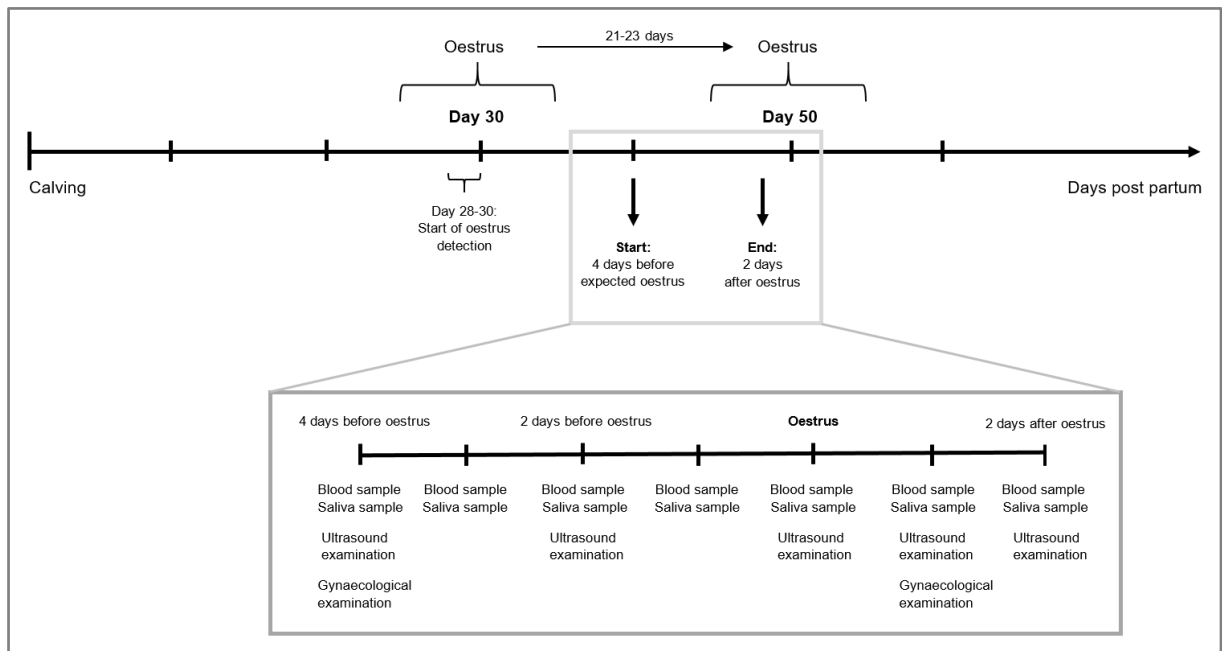 21-23 days
Oestrus
Oestrus
Day 30
Day 50
Calving
Days post partum
Day 28-30:
Start of oestrus
detection
Start:
4 days before
expected oestrus
End:
2 days
after oestrus
4 days before oestrus
2 days before oestrus
Oestrus
2 days after oestrus
Blood sample
Saliva sample
Ultrasound
examination
Gynaecological
examination
Blood sample
Saliva sample
Blood sample
Saliva sample
Ultrasound
examination
Blood sample
Saliva sample
Blood sample
Saliva sample
Ultrasound
examination
Blood sample
Saliva sample
Ultrasound
examination
Gynaecological
examination
Blood sample
Saliva sample
Ultrasound
examination